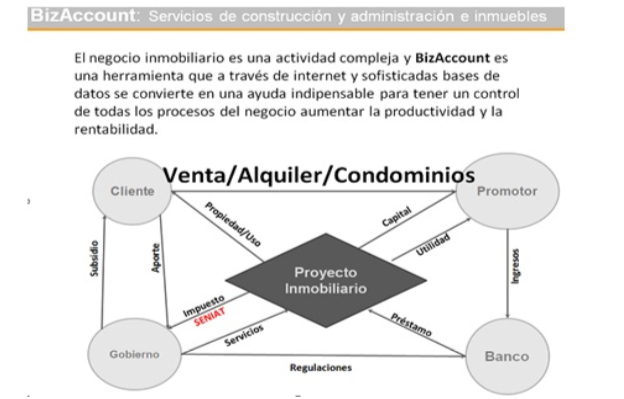 BizAccount: Servicios de construcción y administración e inmuebles
El negocio inmobiliario es una actividad compleja y BizAccount es
una herramienta que a través de internet y sofisticadas bases de
datos se convierte en una ayuda indipensable para tener un control
de todas los procesos del negocio aumentar la productividad y la
rentabilidad.
Venta/Alquiler/Condominios
Cliente
Promotor
Propiedad/Uso
Capital
Utilidad
Subsidio
Aporte
Ingresos
Proyecto
Inmobiliario
Impuesto
SENIAT
Servicios
Préstamo
Gobierno
Banco
Regulaciones